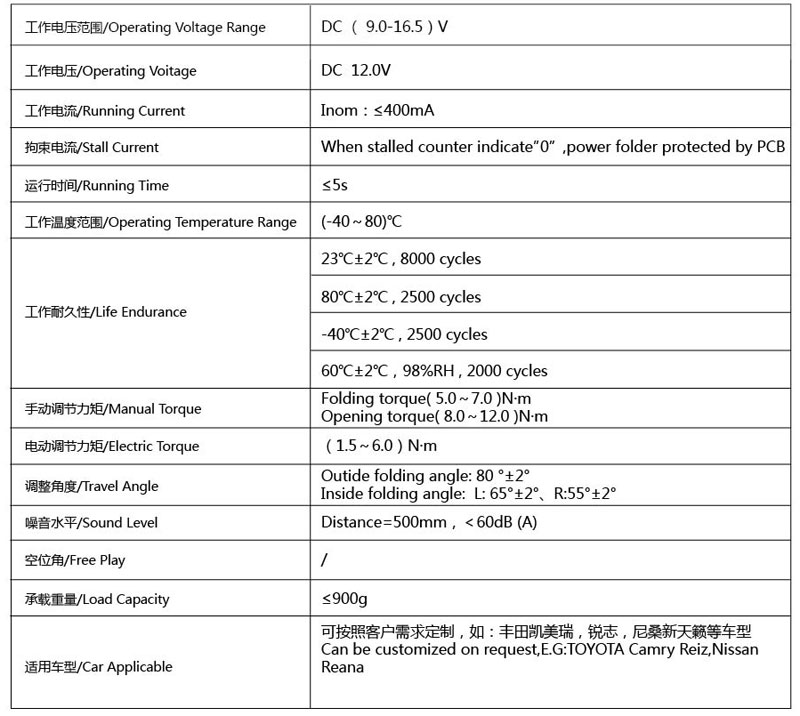 工作电压范围/Operating Voltage Range
DC （ 9.0-16.5 ) V
工作电压/Operating Voitage
DC 12.0V
工作电流/Running Current
Inom：≤400mA
拘束电流/Stall Current
When stalled counter indicate”0” ,power folder protected by PCB
运行时间/Running Time
≤5s
工作温度范围/Operating Temperature Range
(-40～80)℃
工作耐久性/Life Endurance
23℃±2℃ , 8000 cycles
80℃±2℃ , 2500 cycles
-40℃±2℃ , 2500 cycles
60℃±2℃ , 98%RH , 2000 cycles
手动调节力矩/Manual Torque
Folding torque( 5.0～7.0 )N·m
Opening torque( 8.0～12.0 )N·m
电动调节力矩/Electric Torque
（1.5～6.0 ) N·m
调整角度/Travel Angle
Outide folding angle: 80 °±2°
Inside folding angle: L: 65°±2°、R:55°±2°
噪音水平/Sound Level
Distance=500mm，＜60dB (A)
空位角/Free Play
/
承载重量/Load Capacity
≤900g
适用车型/Car Applicable
可按照客户需求定制，如：丰田凯美瑞，锐志，尼桑新天籁等车型
Can be customized on request,E.G:TOYOTA Camry Reiz,Nissan
Reana